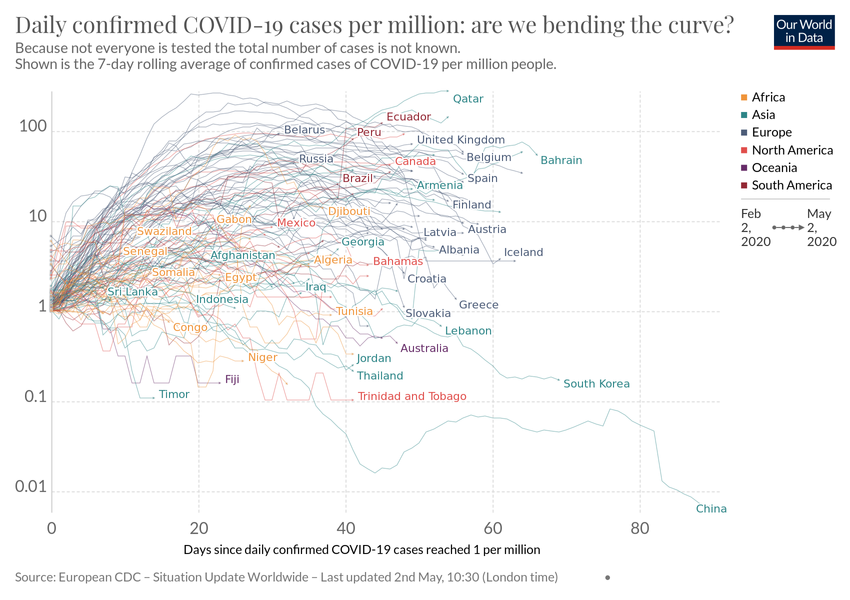 Daily confirmed COVID-19 cases per million: are we bending the curve?
Because not everyone is tested the total number of cases is not known.
Shown is the 7-day rolling average of confirmed cases of COVID-19 per million people.
Our World
in Data
Africa
Asia
Europe
North America
Oceania
South America
Feb
2,
2020
May
2,
2020
100
10
1
0.1
0.01
Qatar
Ecuador
Belarus
Peru
United Kingdom
Russia
Canada
Belgium
Bahrain
Brazil
Spain
Armenia
Djibouti
Finland
Gabon
Mexico
Swaziland
Latvia
Austria
Georgia
Senegal
Afghanistan
Albania
Iceland
Algeria
Bahamas
Somalia
Egypt
Croatia
Sri Lanka
Iraq
Indonesia
Greece
Tunisia
Slovakia
Congo
Lebanon
Australia
Niger
Jordan
Fiji
Thailand
South Korea
Timor
Trinidad and Tobago
China
0
20
40
60
80
Days since daily confirmed COVID-19 cases reached 1 per million
Source: European CDC – Situation Update Worldwide – Last updated 2nd May, 10:30 (London time)